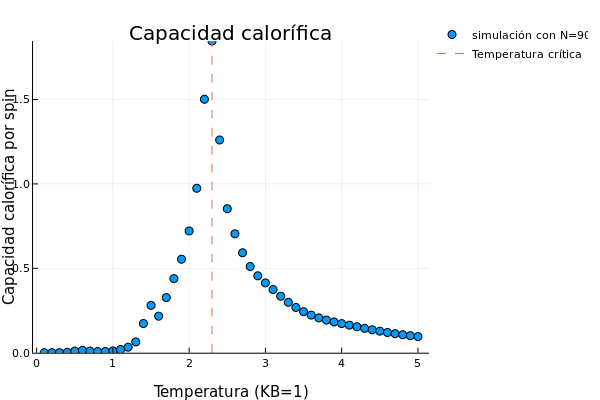 Capacidad calorífica
simulación con N=90
Temperatura crítica
Capacidad calorífica por spin
1.5
1.0
0.5
0.0
0 1 2 3 4 5
Temperatura (KB=1)